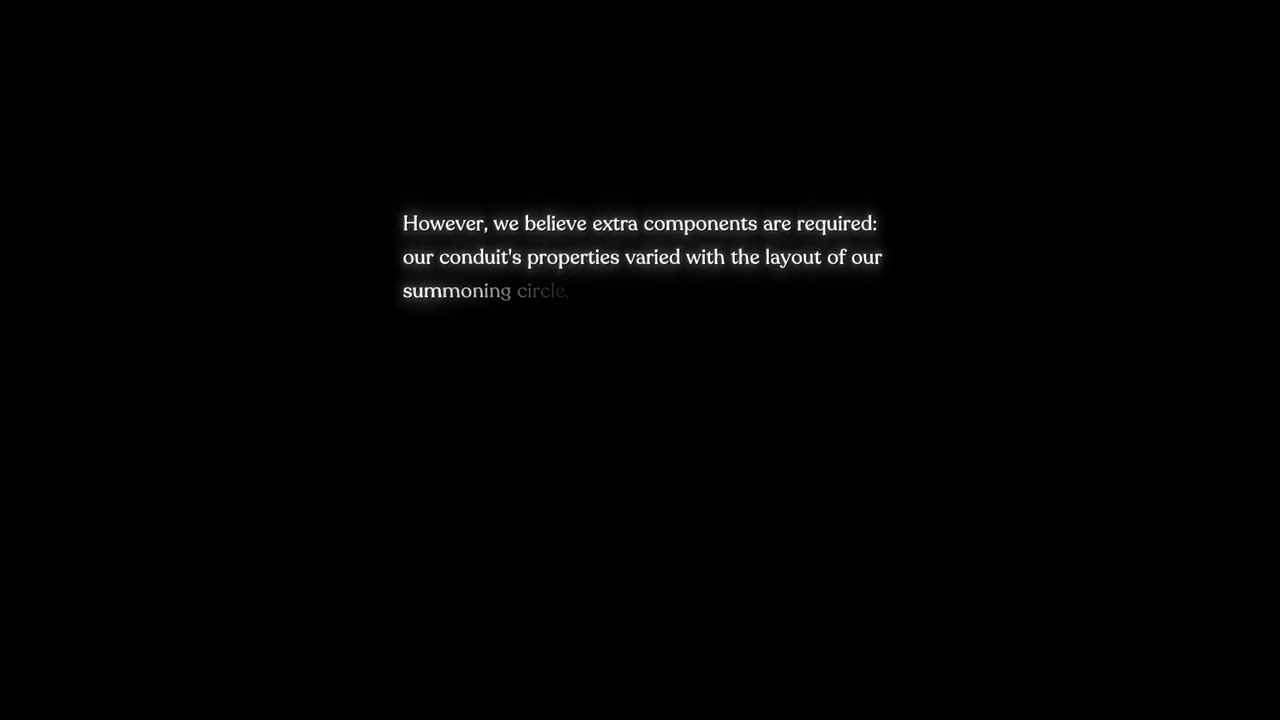 However, we believe extra components are required:
our conduit's properties varied with the layout of our
summoning circle,